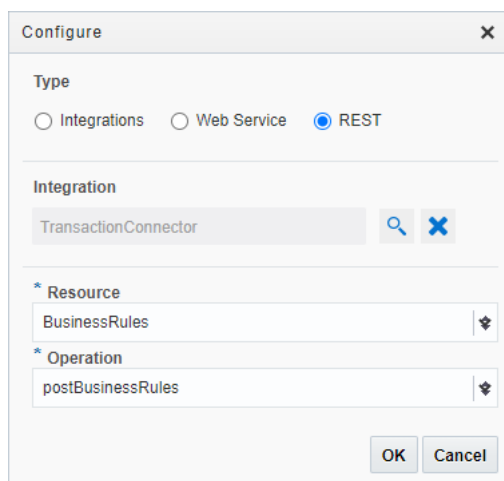 Configure
Type
Integrations Web Service REST
Integration
TransactionConnector
* Resource
BusinessRules
* Operation
postBusinessRules
OK Cancel